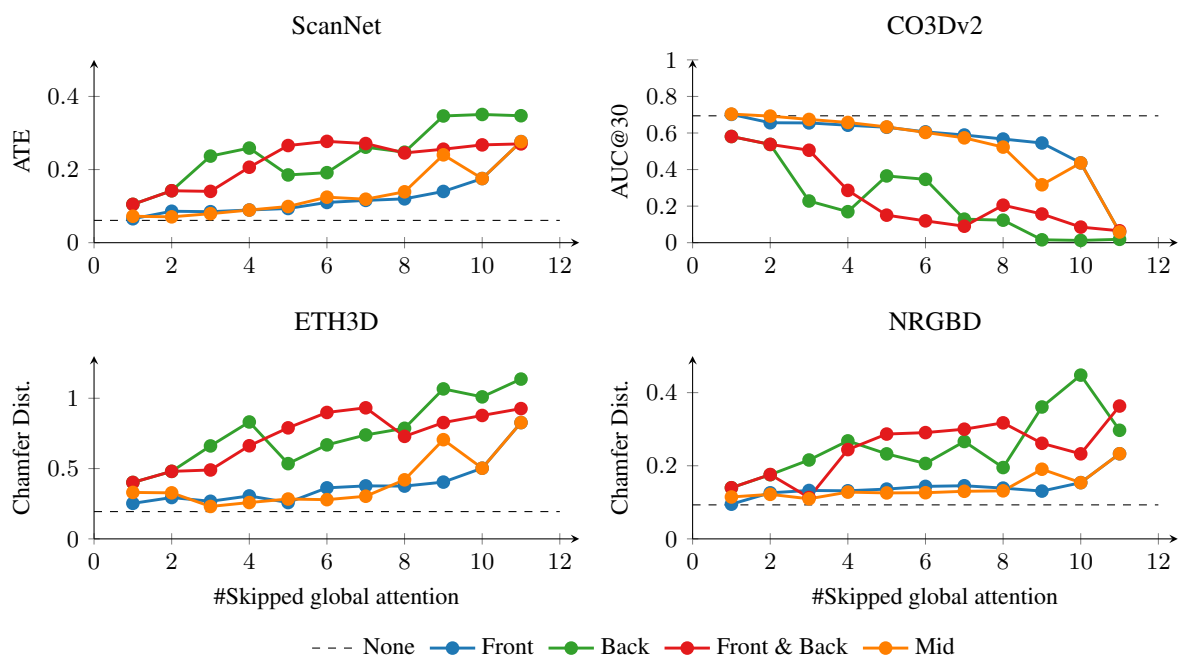 ScanNet
ATE
0
0.2
0.4
0 2 4 6 8 10 12
CO3Dv2
AUC@30
0
0.2
0.4
0.6
0.8
1
0 2 4 6 8 10 12
ETH3D
Chamfer Dist.
0
0.5
1
0 2 4 6 8 10 12
#Skipped global attention
NRGBD
Chamfer Dist.
0
0.2
0.4
0 2 4 6 8 10 12
#Skipped global attention
None Front Back Front & Back Mid